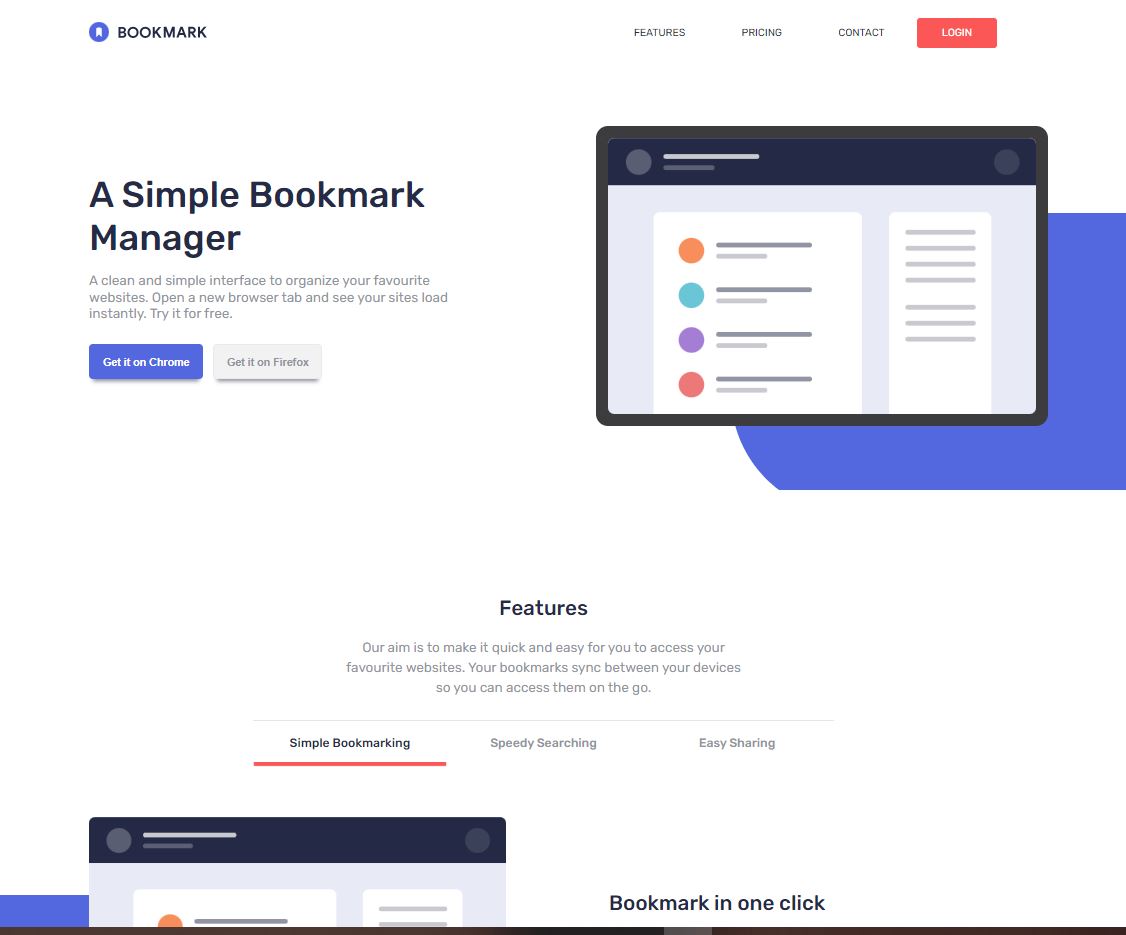 BOOKMARK
FEATURES
PRICING
CONTACT
LOGIN
A Simple Bookmark
Manager
A clean and simple interface to organize your favourite
websites. Open a new browser tab and see your sites load
instantly. Try it for free.
Get it on Chrome
Get it on Firefox
Features
Our aim is to make it quick and easy for you to access your
favourite websites. Your bookmarks sync between your devices
so you can access them on the go.
Simple Bookmarking
Speedy Searching
Easy Sharing
Bookmark in one click